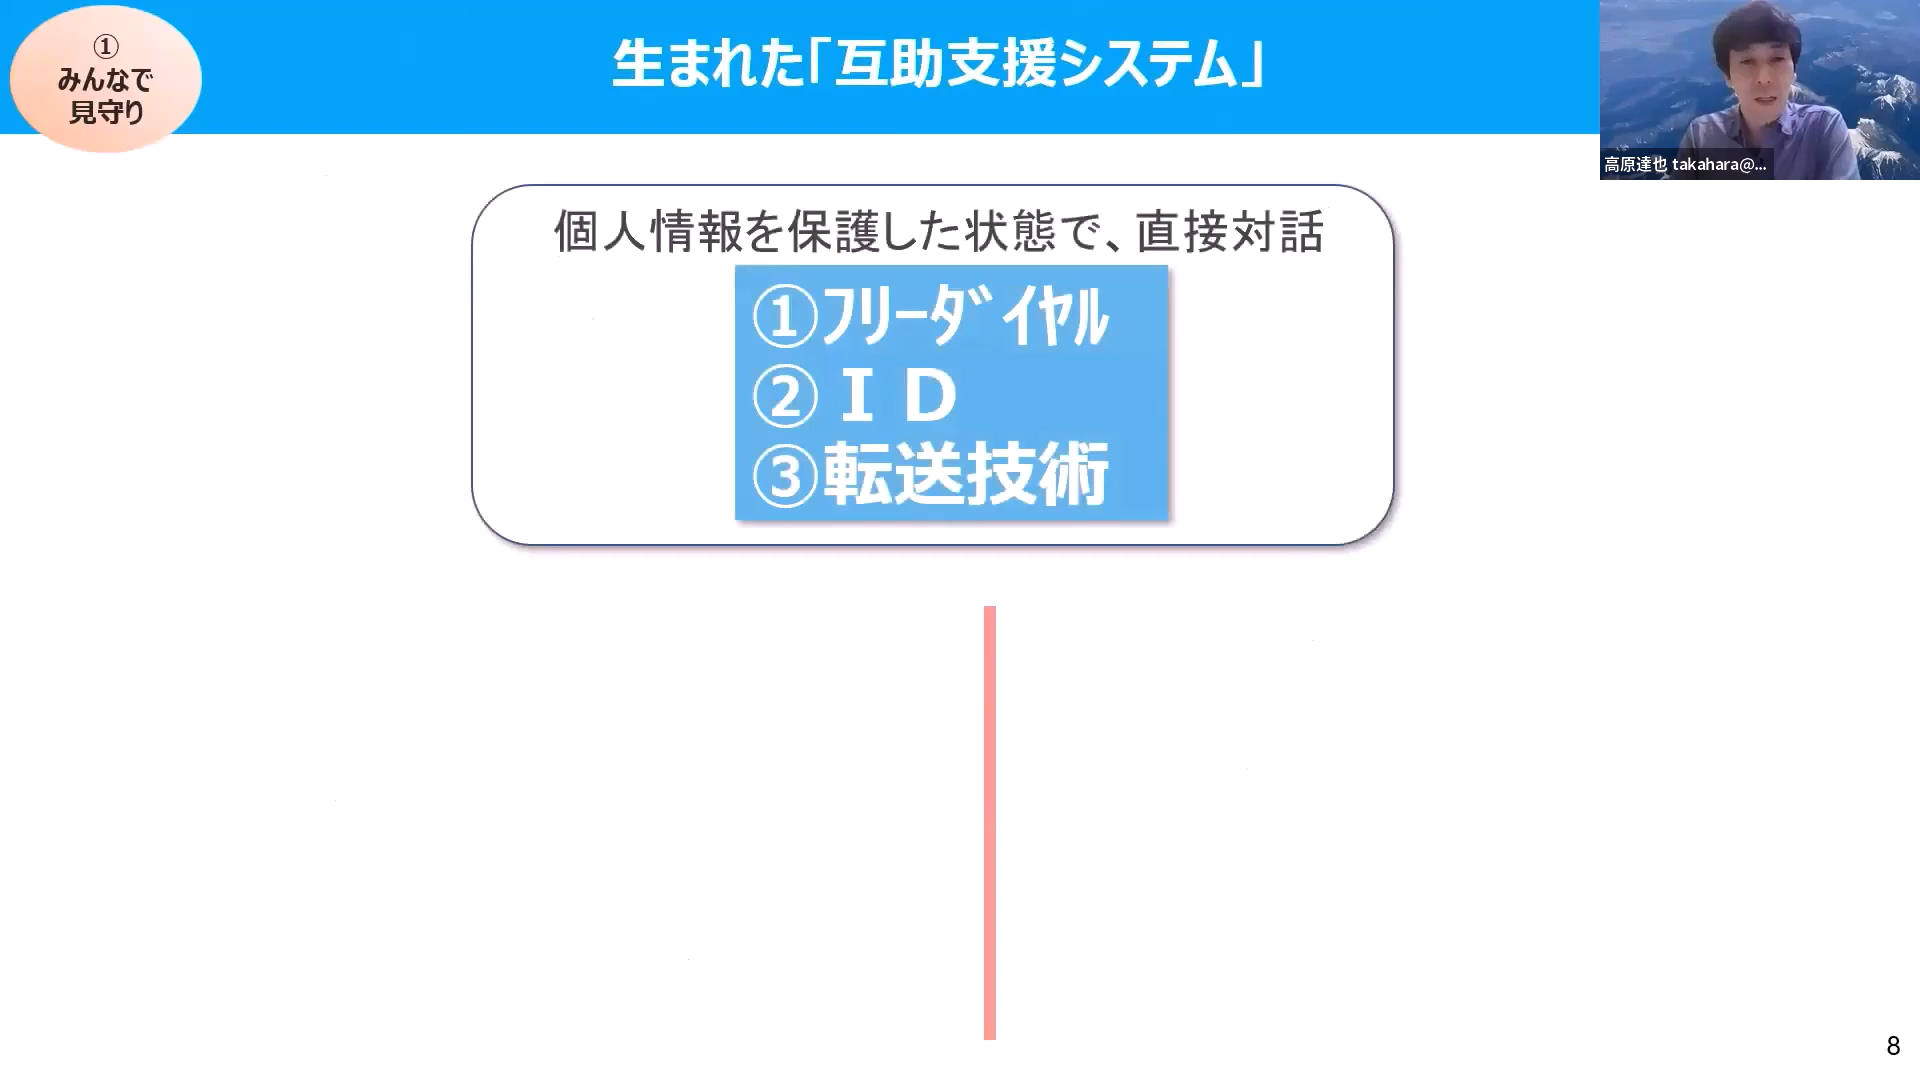 ①
みんなで
見守り
生まれた「互助支援システム」
高原達也 takahara@...
個人情報を保護した状態で、直接対話
①ﾌﾘｰﾀﾞｲﾔﾙ
②ＩＤ
③転送技術
8